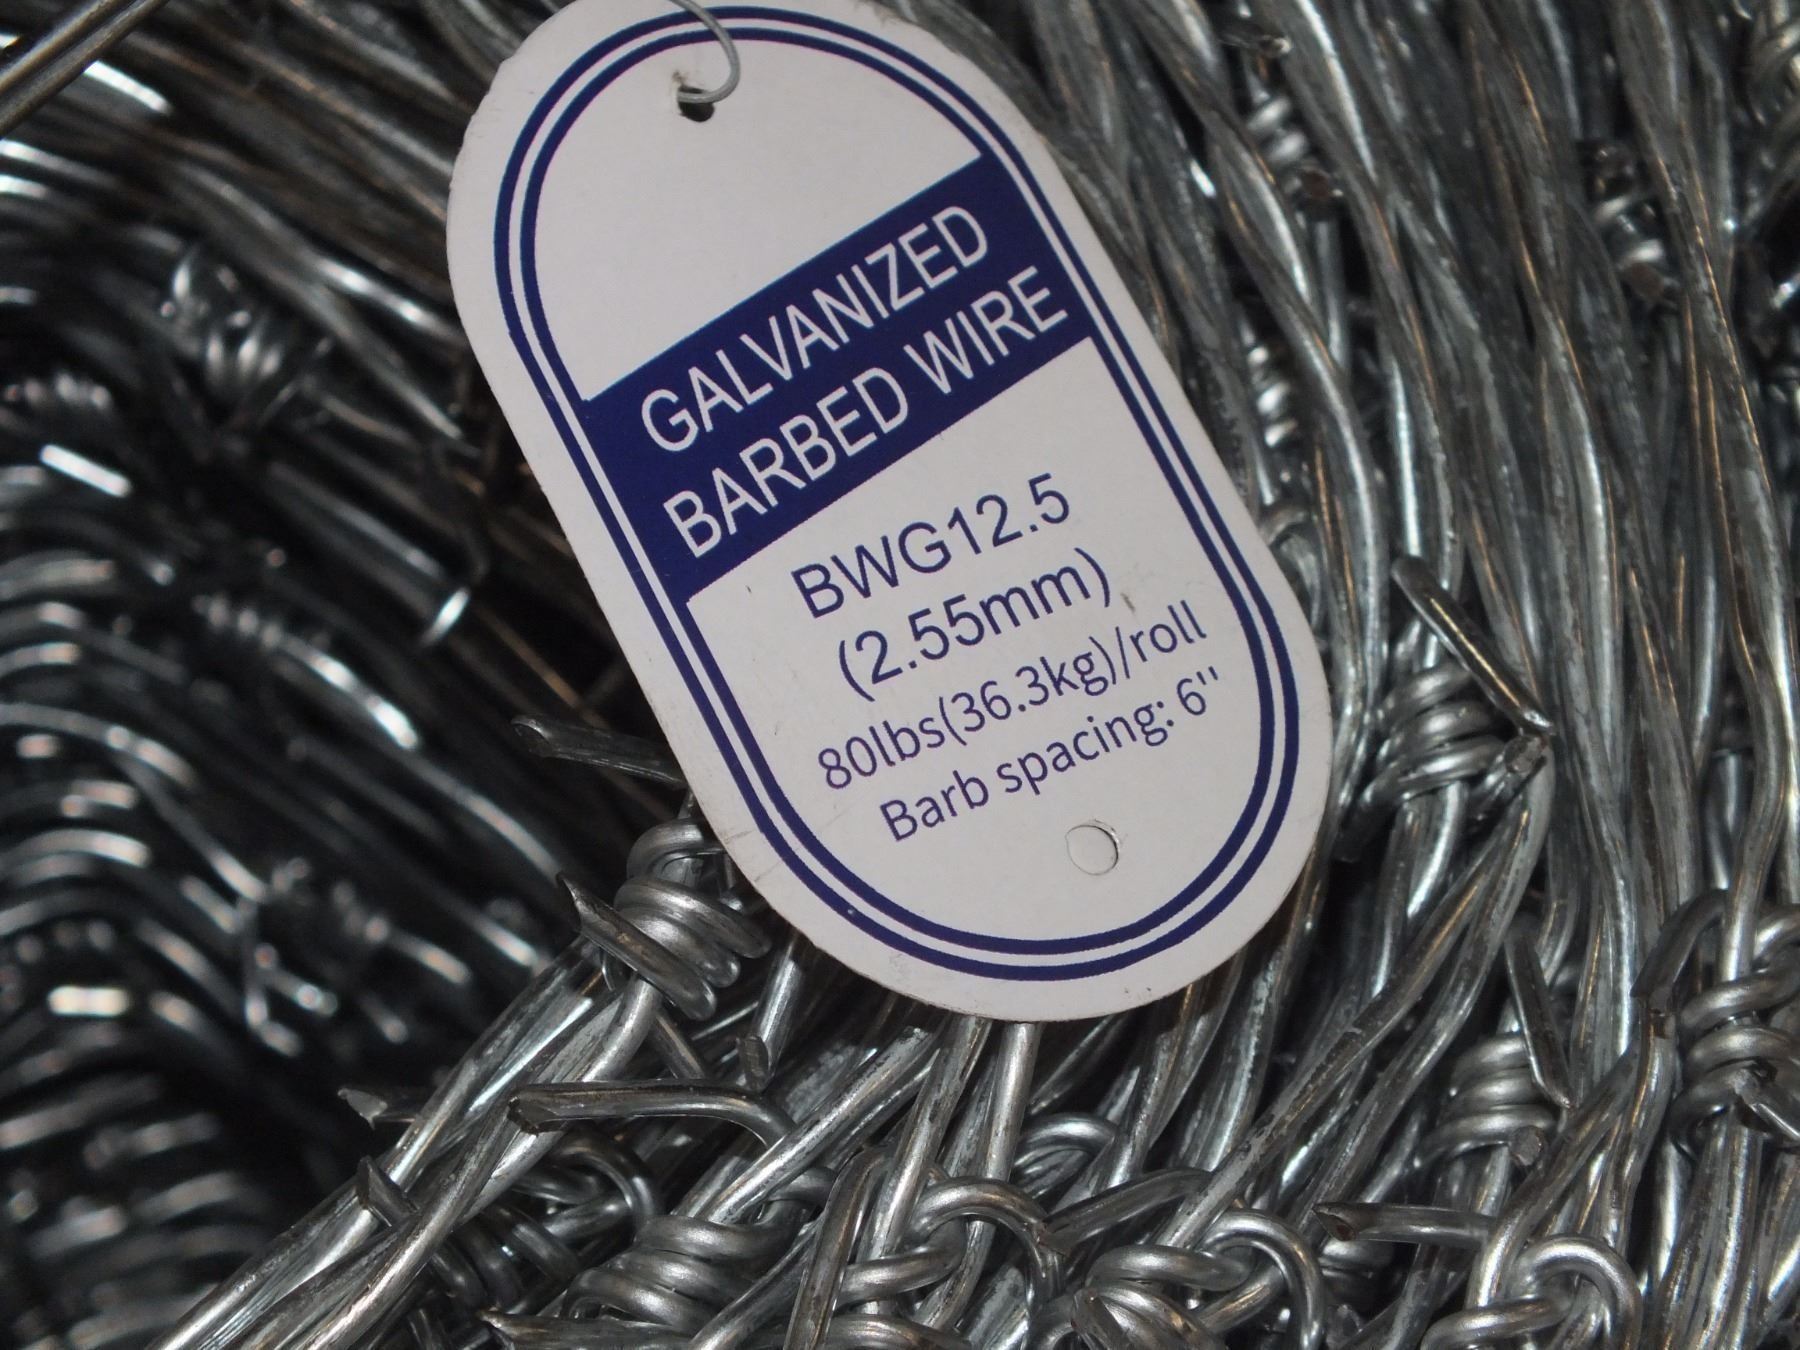 GALVANIZED
BARBED WIRE
BWG12.5
(2.55mm)
80lbs(36.3kg)/roll
Barb spacing: 6"